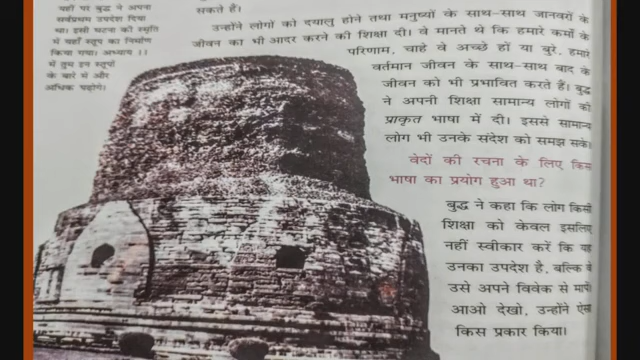 यहाँ पर बुद्ध ने अपना
सर्वप्रथम उपदेश दिया
था। इसी घटना की स्मृति
में यहाँ स्तूप का निर्माण
किया गया। अध्याय 11
में तुम इन स्तूपों
के बारे में और
अधिक पढ़ोगे।
सकते हैं।
उन्होंने लोगों को दयालु होने तथा मनुष्यों के साथ-साथ जानवरों के
जीवन का भी आदर करने की शिक्षा दी। वे मानते थे कि हमारे कर्मों के
परिणाम, चाहे वे अच्छे हों या बुरे, हमारे
वर्तमान जीवन के साथ-साथ बाद के
जीवन को भी प्रभावित करते हैं। बुद्ध
ने अपनी शिक्षा सामान्य लोगों की
प्राकृत भाषा में दी। इससे सामान्य
लोग भी उनके संदेश को समझ सके।
वेदों की रचना के लिए किस
भाषा का प्रयोग हुआ था?
बुद्ध ने कहा कि लोग किसी
शिक्षा को केवल इसलिए
नहीं स्वीकार करें कि यह
उनका उपदेश है, बल्कि वे
उसे अपने विवेक से मापें
आओ देखो, उन्होंने ऐसा
किस प्रकार किया।